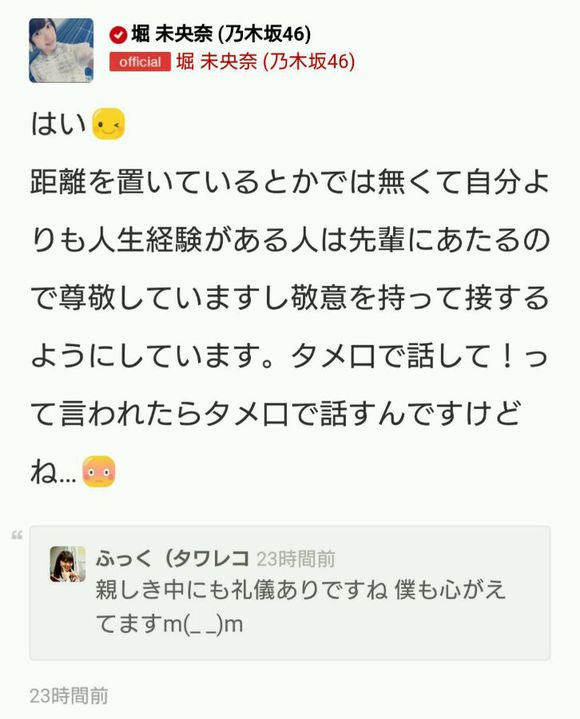 堀 未央奈 (乃木坂46)
official 堀 未央奈 (乃木坂46)
はい😉
距離を置いているとかでは無くて自分よ
りも人生経験がある人は先輩にあたるの
で尊敬していますし敬意を持って接する
ようにしています。タメ口で話して！っ
て言われたらタメ口で話すんですけど
ね...😳
ふっく（タワレコ 23時間前
親しき中にも礼儀ありですね 僕も心がえ
てますm(_ _)m
23時間前